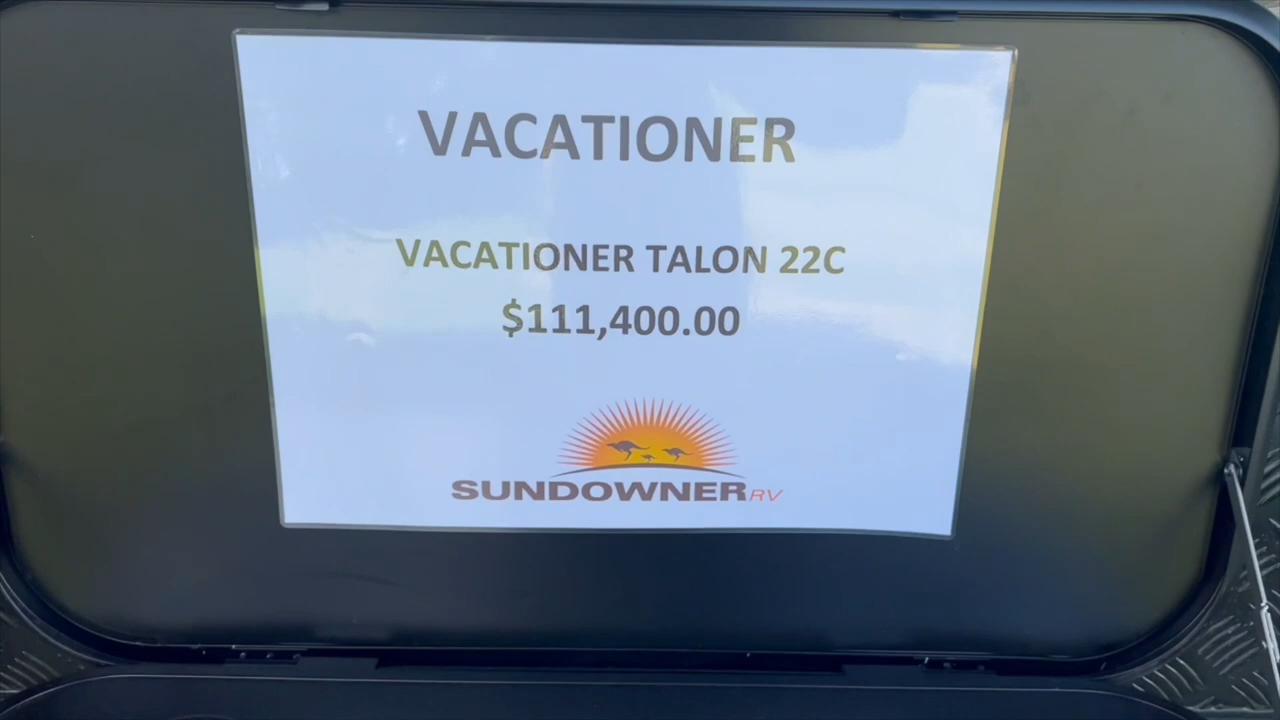 VACATIONER
VACATIONER TALON 22C
$111,400.00
SUNDOWNER RV